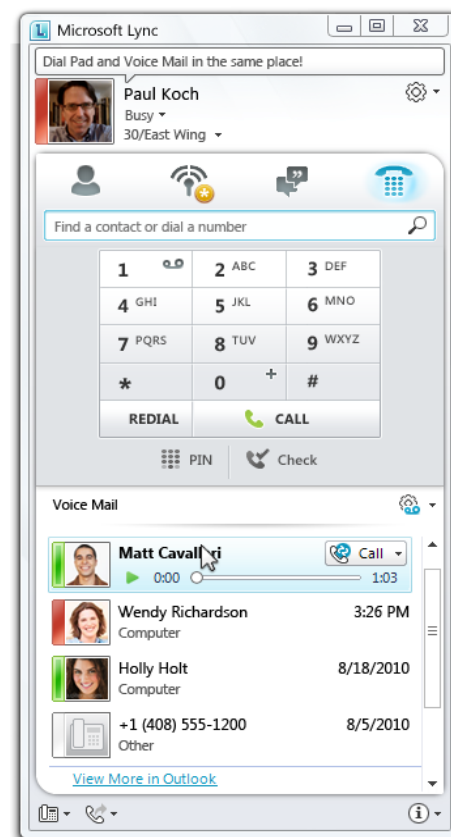 Microsoft Lync
Dial Pad and Voice Mail in the same place!
Paul Koch
Busy
30/East Wing
Find a contact or dial a number
1 2 ABC 3 DEF
4 GHI 5 JKL 6 MNO
7 PQRS 8 TUV 9 WXYZ
* 0 + #
REDIAL CALL
PIN Check
Voice Mail
Matt Cavallari Call
0:00 1:03
Wendy Richardson 3:26 PM
Computer
Holly Holt 8/18/2010
Computer
+1 (408) 555-1200 8/5/2010
Other
View More in Outlook